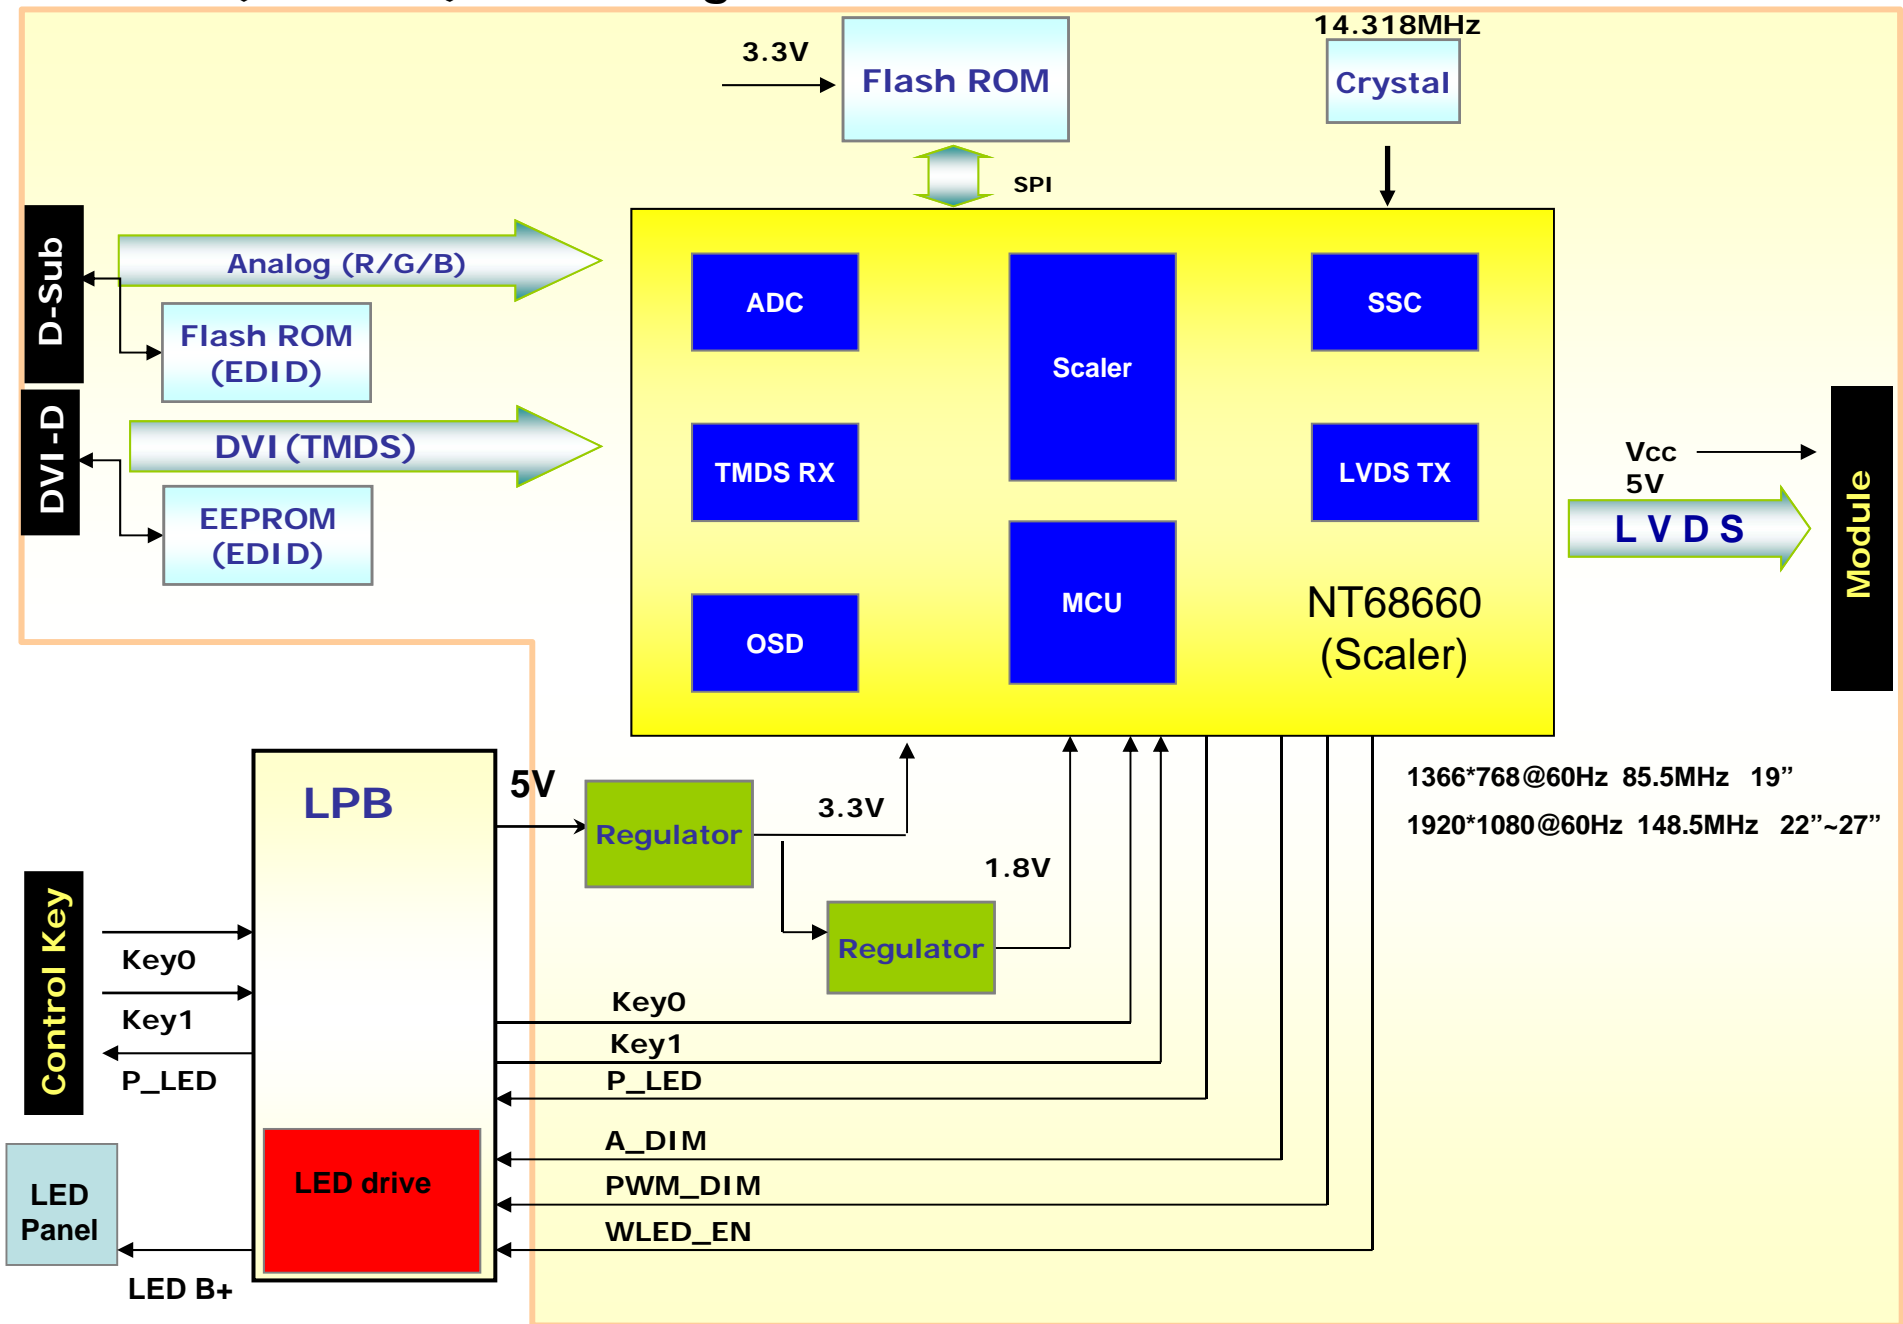 14.318MHz
3.3V
Flash ROM
Crystal
SPI
D-Sub
Analog (R/G/B)
Flash ROM
(EDID)
DVI-D
DVI (TMDS)
EEPROM
(EDID)
ADC
Scaler
SSC
TMDS RX
LVDS TX
OSD
MCU
NT68660
(Scaler)
Vcc
5V
L V D S
Module
1366*768@60Hz 85.5MHz 19”
1920*1080@60Hz 148.5MHz 22”~27”
LPB
5V
Regulator
3.3V
1.8V
Regulator
Control Key
Key0
Key1
P_LED
Key0
Key1
P_LED
A_DIM
PWM_DIM
WLED_EN
LED drive
LED
Panel
LED B+